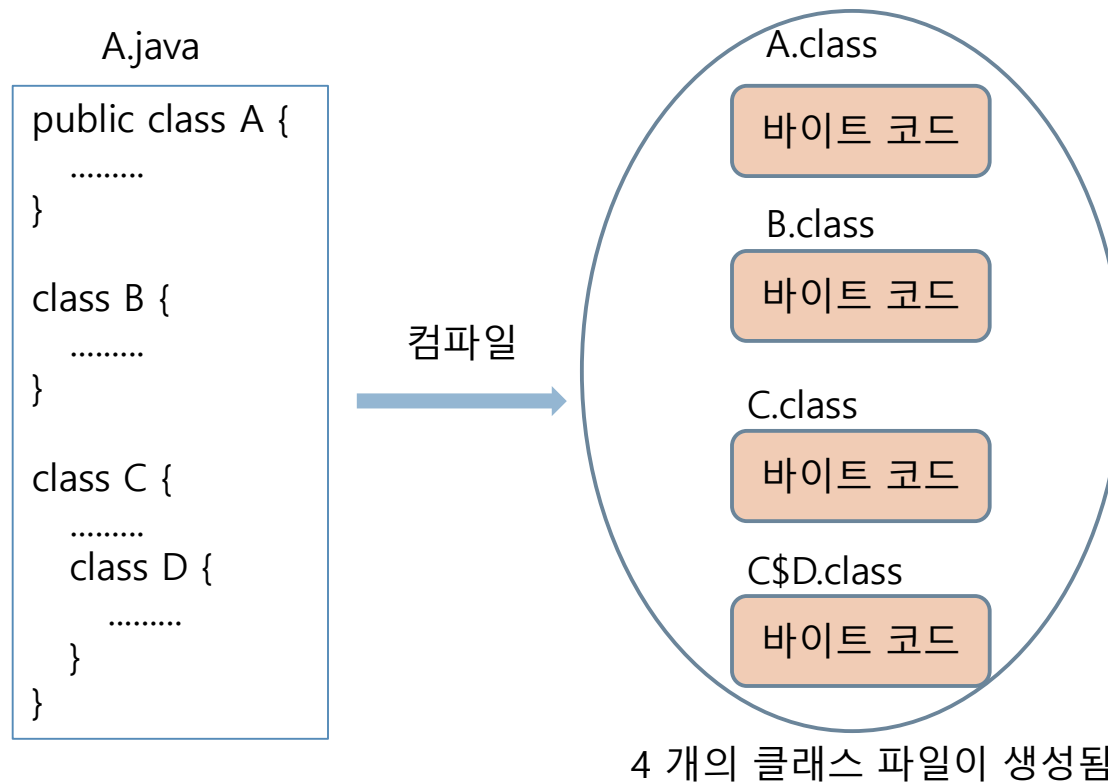 A.java
public class A {
.........
}
class B {
.........
}
class C {
.........
class D {
.........
}
}
컴파일
A.class
바이트 코드
B.class
바이트 코드
C.class
바이트 코드
C$D.class
바이트 코드
4 개의 클래스 파일이 생성됨